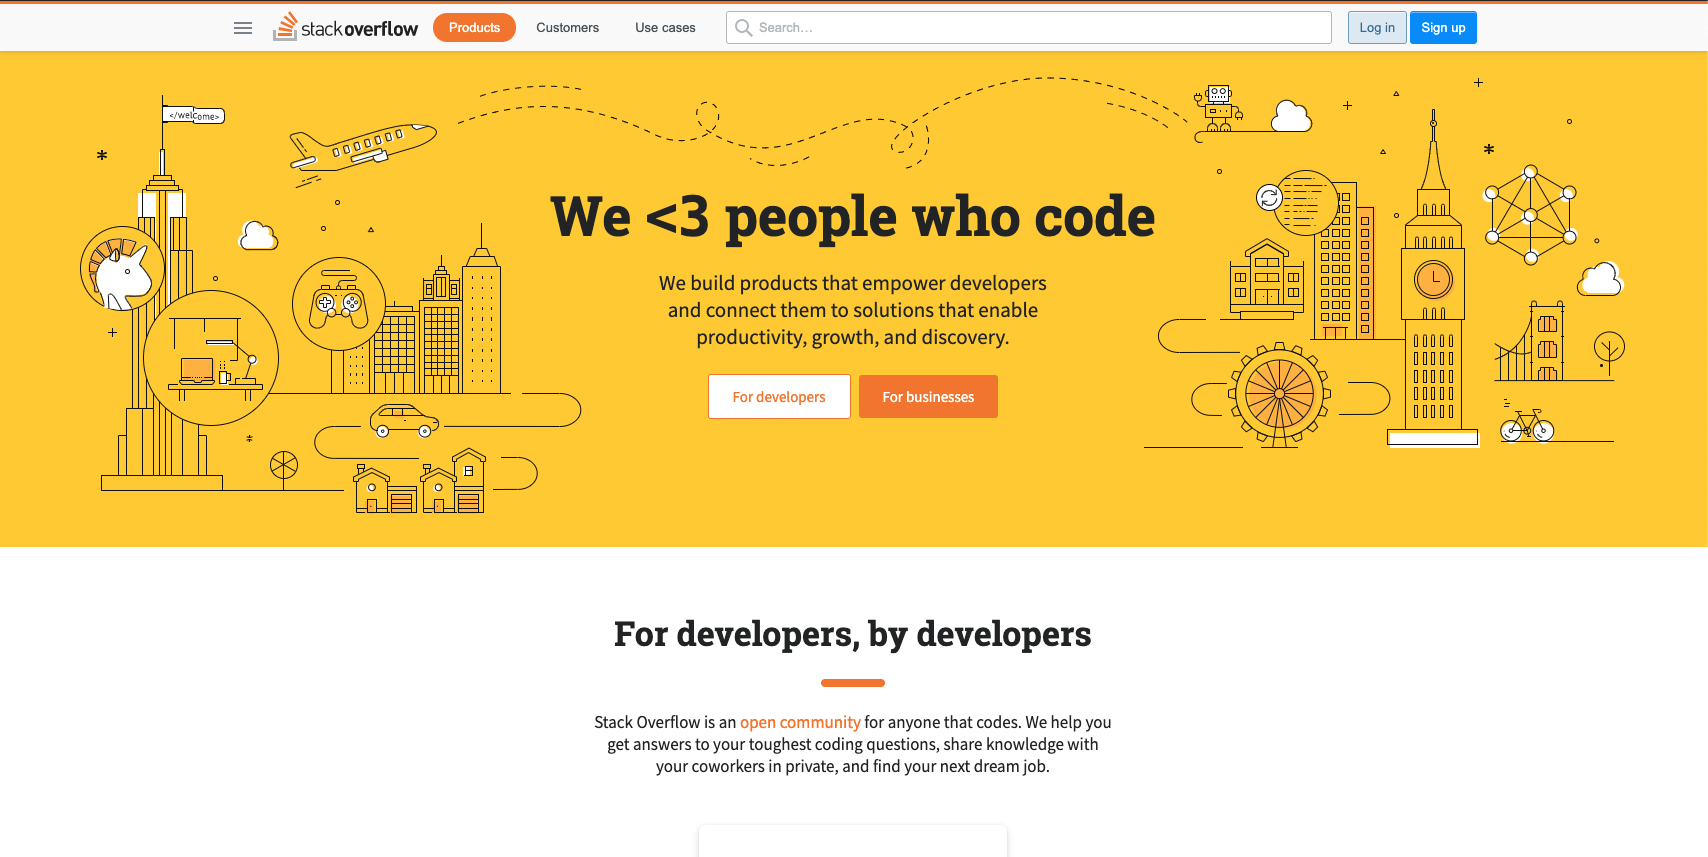 stackoverflow Products Customers Use cases Search... Log in Sign up
</welcome>
We <3 people who code
We build products that empower developers
and connect them to solutions that enable
productivity, growth, and discovery.
For developers For businesses
For developers, by developers
Stack Overflow is an open community for anyone that codes. We help you
get answers to your toughest coding questions, share knowledge with
your coworkers in private, and find your next dream job.